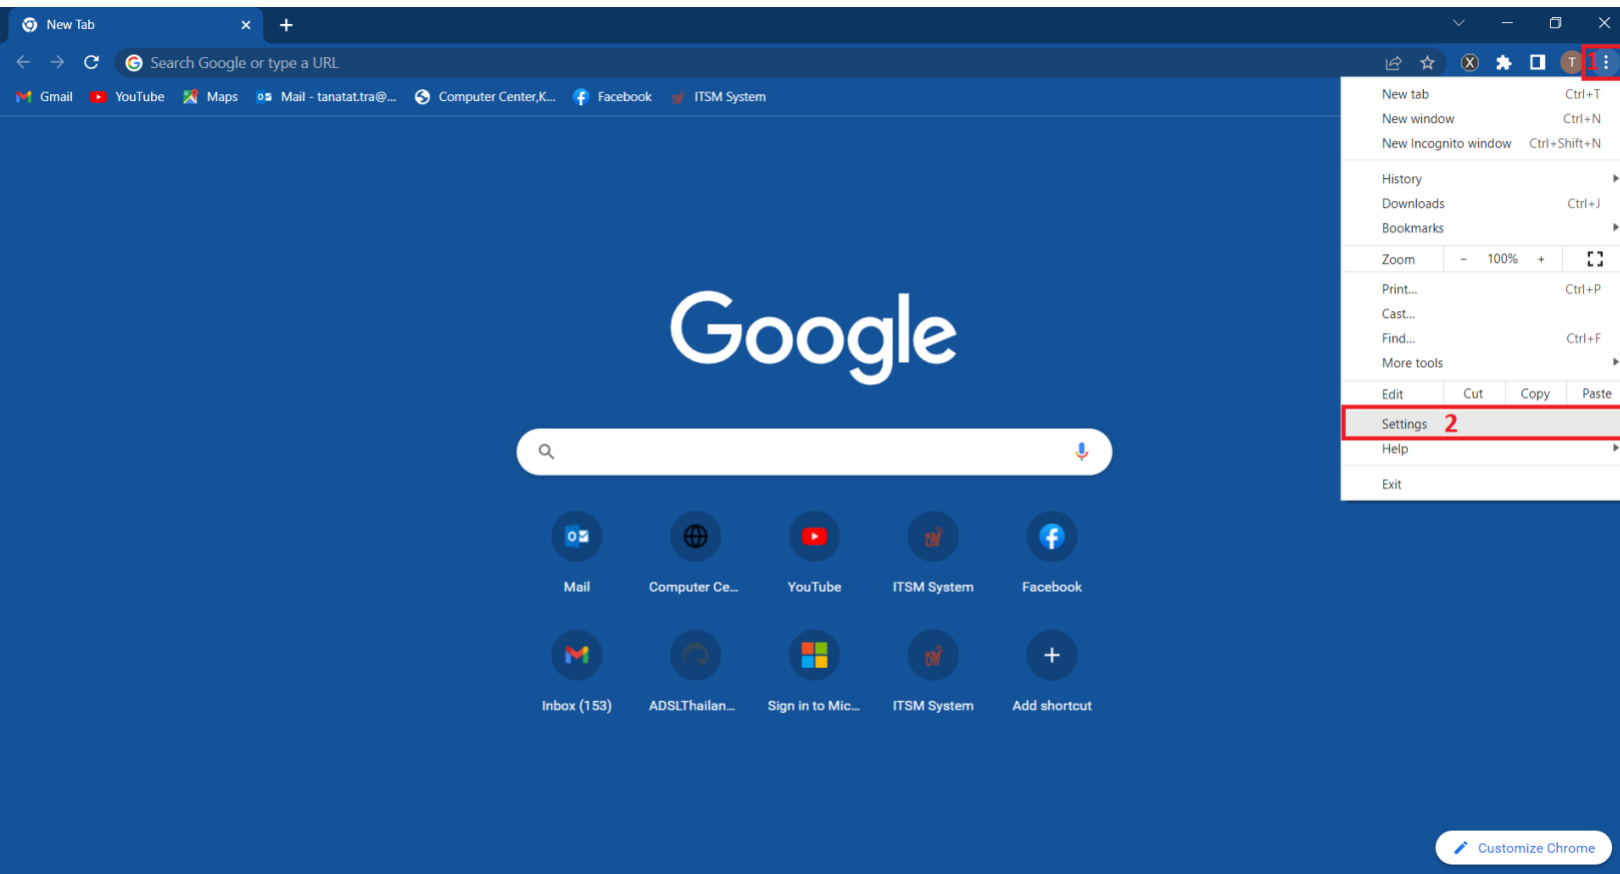 New Tab
Search Google or type a URL
T
1
Gmail
YouTube
Maps
Mail - tanatat.tra@...
Computer Center,K...
Facebook
ITSM System
New tab Ctrl+T
New window Ctrl+N
New Incognito window Ctrl+Shift+N
History
Downloads Ctrl+J
Bookmarks
Zoom - 100% +
Print... Ctrl+P
Cast...
Find... Ctrl+F
More tools
Edit Cut Copy Paste
Settings 2
Help
Exit
Google
Mail
Computer Ce...
YouTube
ITSM System
Facebook
Inbox (153)
ADSLThailan...
Sign in to Mic...
ITSM System
Add shortcut
Customize Chrome